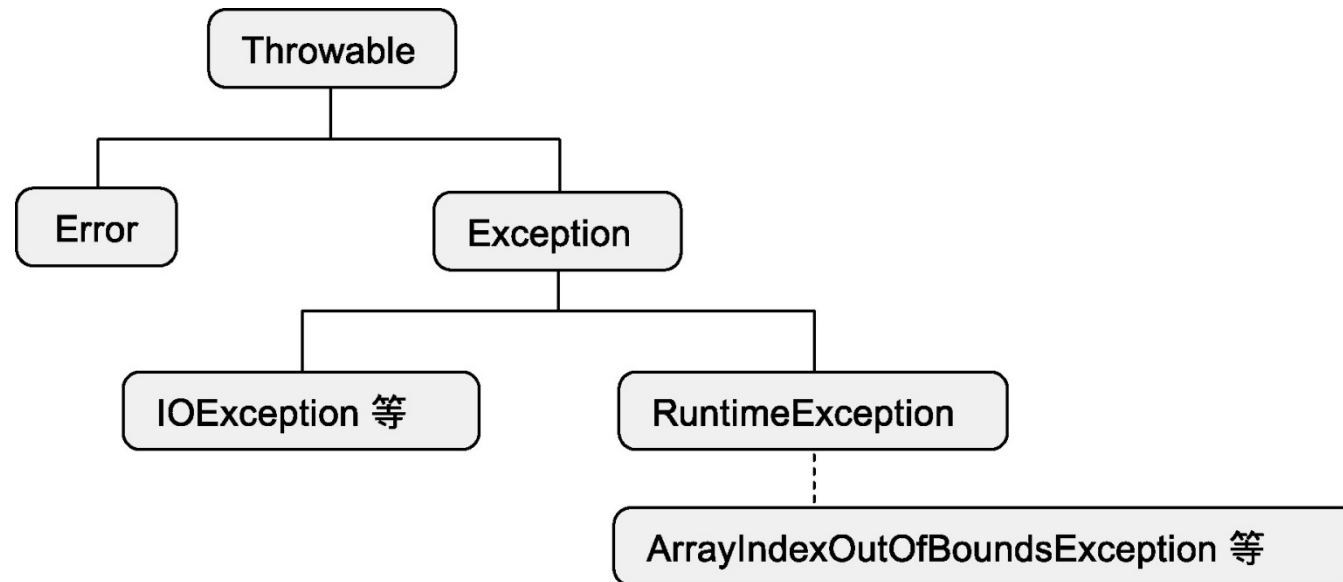 Throwable
Error
Exception
IOException 等
RuntimeException
ArrayIndexOutOfBoundsException 等